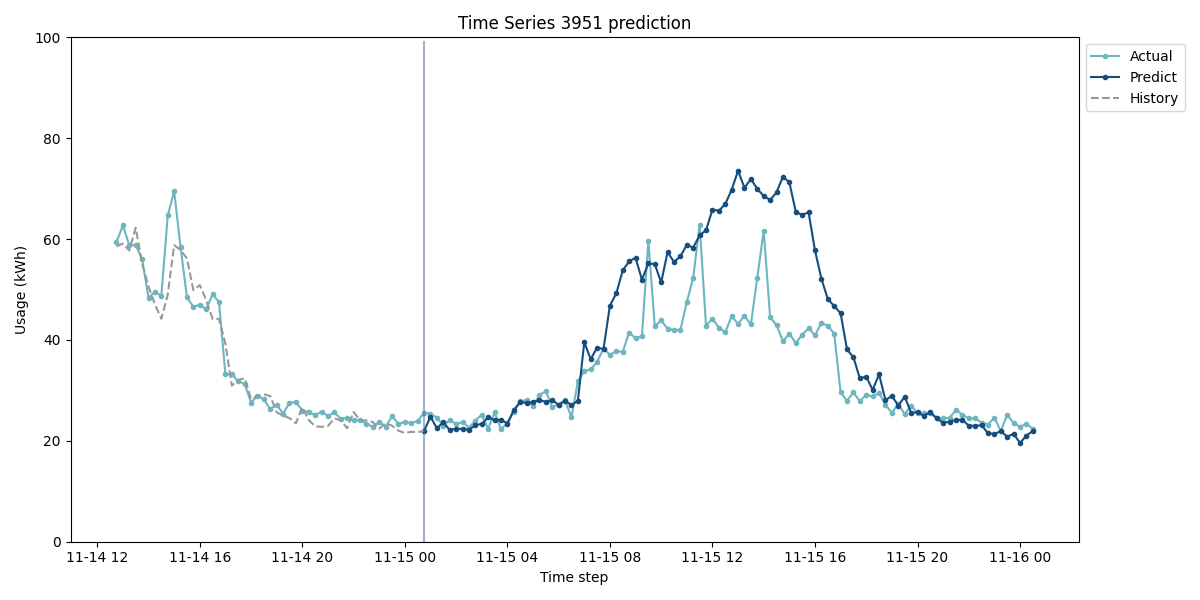 Time Series 3951 prediction
Actual
Predict
History
Usage (kWh)
100
80
60
40
20
0
11-14 12
11-14 16
11-14 20
11-15 00
11-15 04
11-15 08
11-15 12
11-15 16
11-15 20
11-16 00
Time step